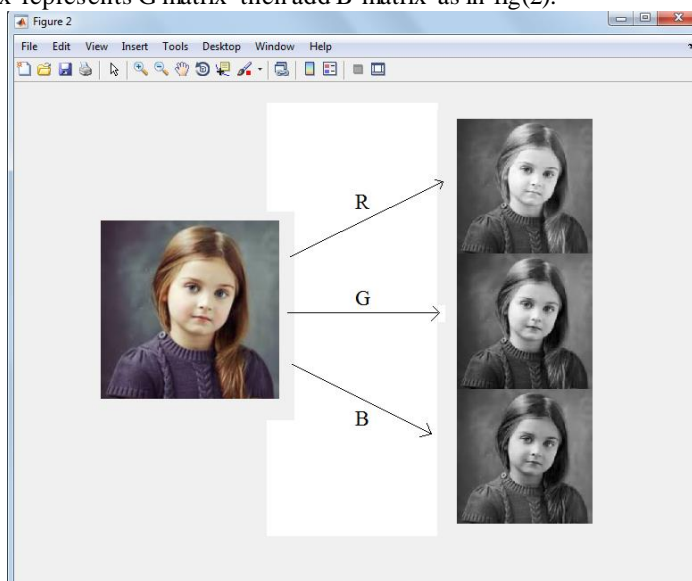 x represents G matrix then add B matrix as in fig(2).
Figure 2
File Edit View Insert Tools Desktop Window Help
R
G
B